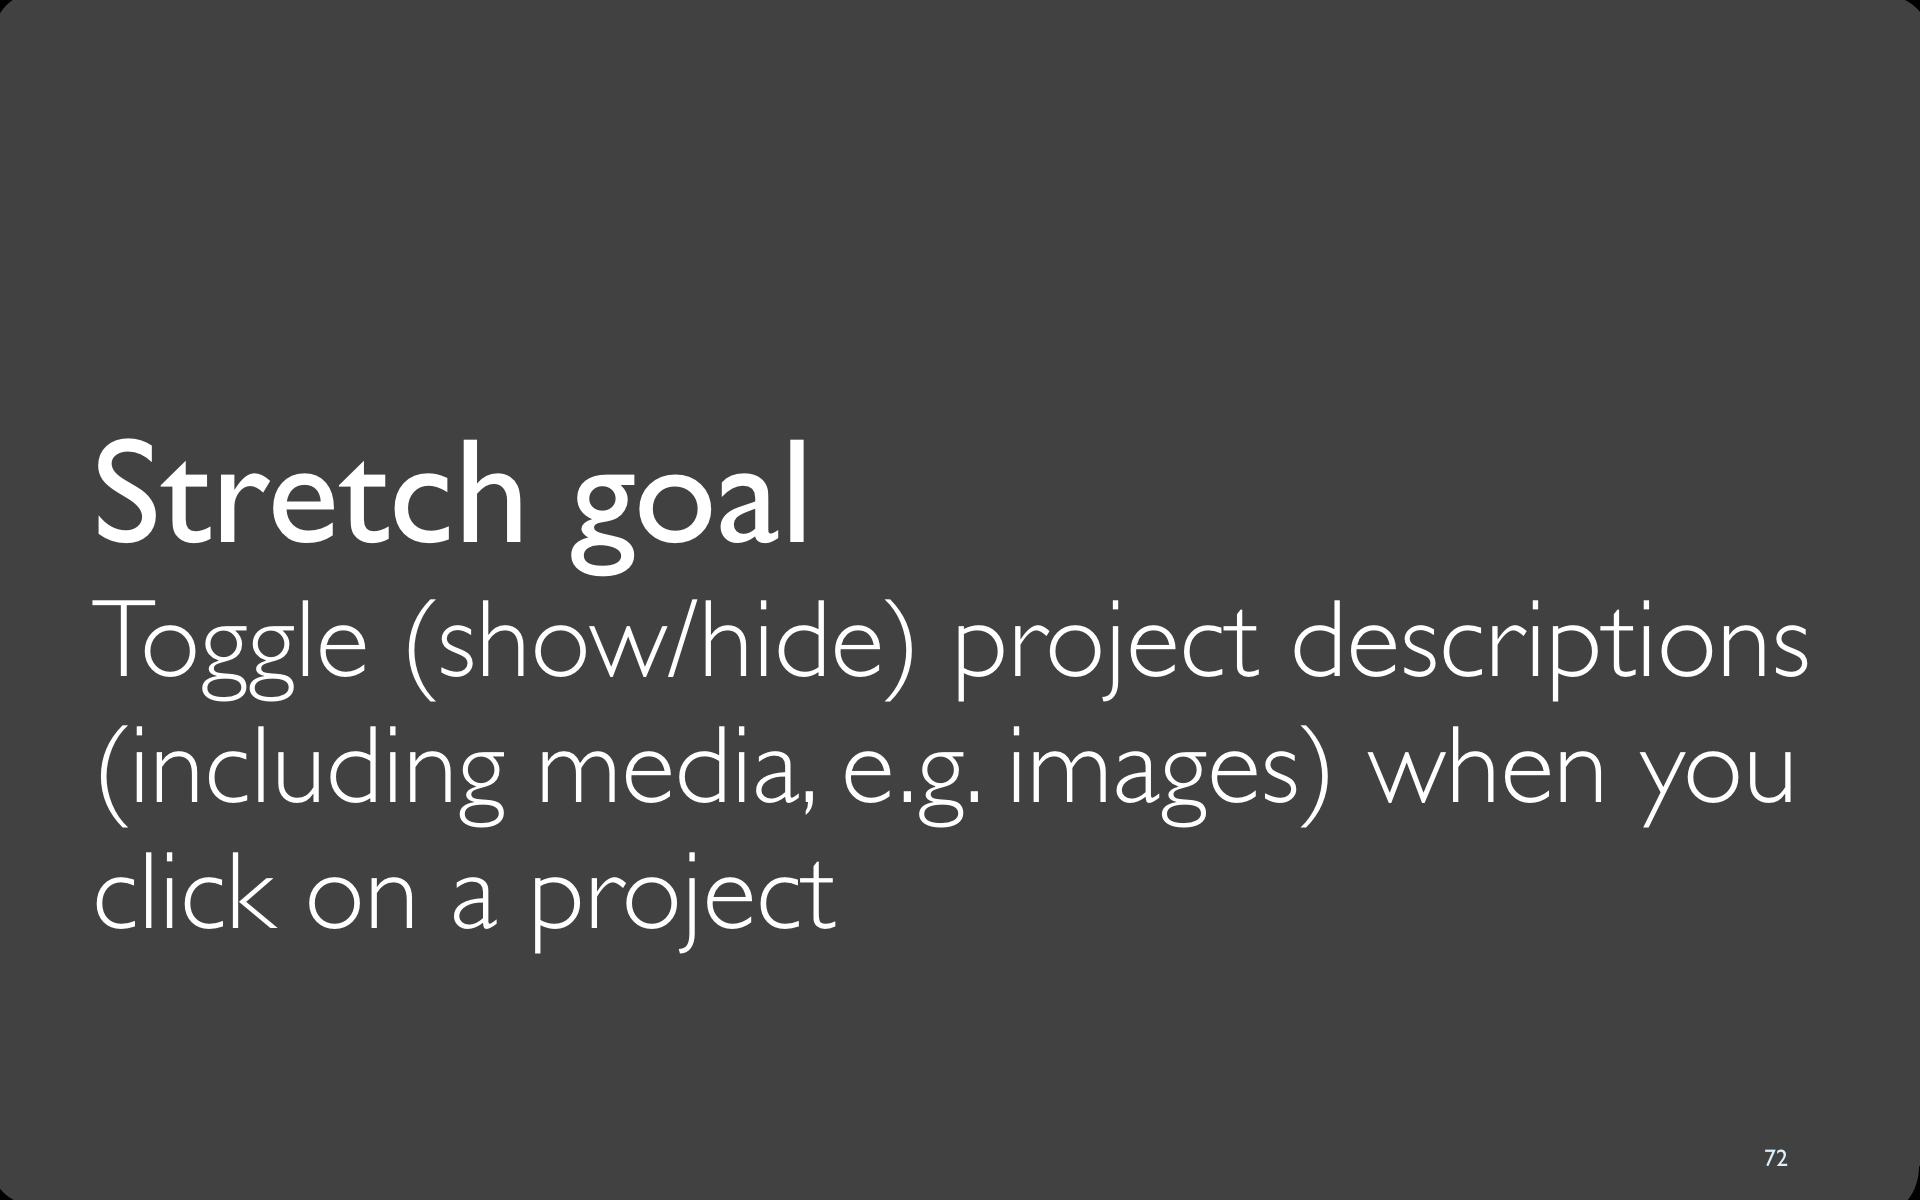 Stretch goal
Toggle (show/hide) project descriptions
(including media, e.g. images) when you
click on a project
72